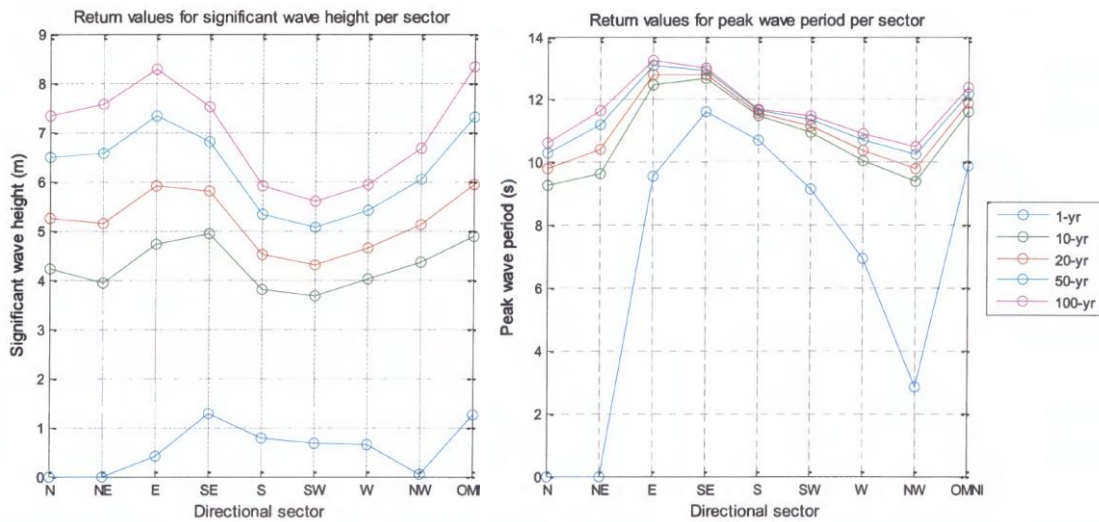 Return values for significant wave height per sector
Significant wave height (m)
9
8
7
6
5
4
3
2
1
0
N NE E SE S SW W NW OMNI
Directional sector
Return values for peak wave period per sector
Peak wave period (s)
14
12
10
8
6
4
2
0
N NE E SE S SW W NW OMNI
Directional sector
1-yr
10-yr
20-yr
50-yr
100-yr